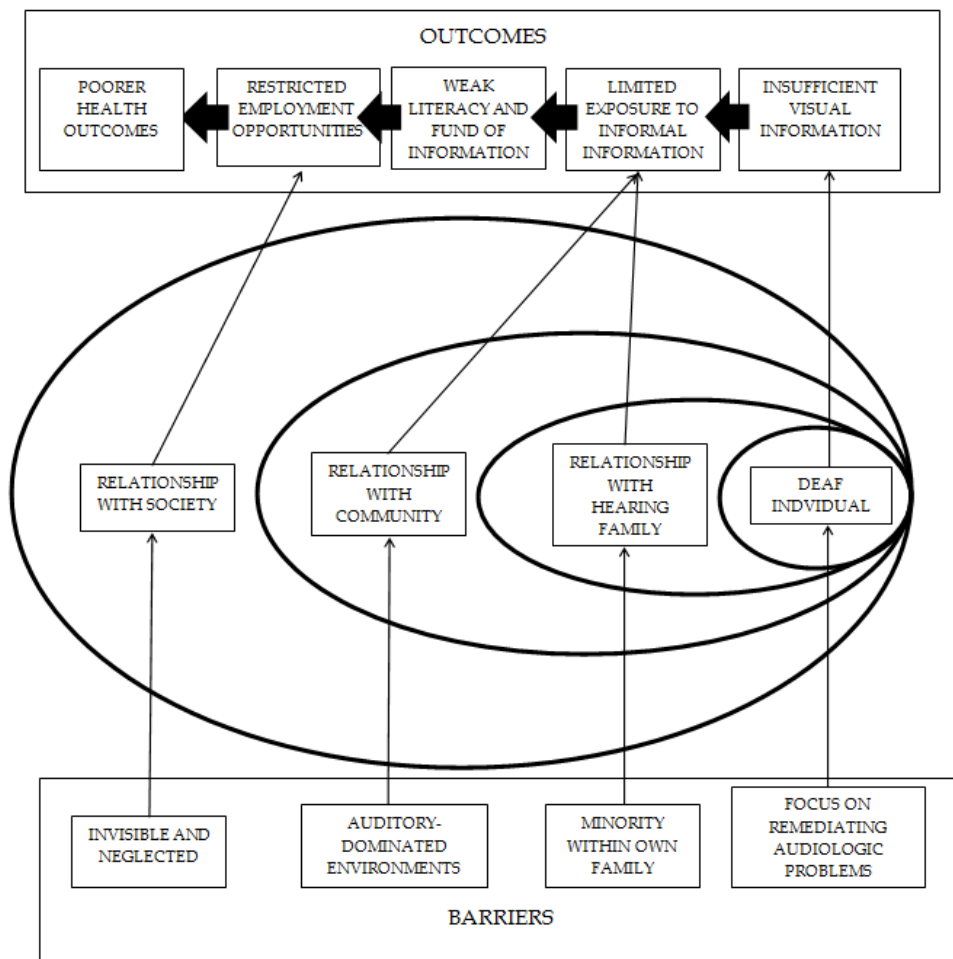 OUTCOMES
POORER
HEALTH
OUTCOMES
RESTRICTED
EMPLOYMENT
OPPORTUNITIES
WEAK
LITERACY AND
FUND OF
INFORMATION
LIMITED
EXPOSURE TO
INFORMAL
INFORMATION
INSUFFICIENT
VISUAL
INFORMATION
RELATIONSHIP
WITH SOCIETY
RELATIONSHIP
WITH
COMMUNITY
RELATIONSHIP
WITH
HEARING
FAMILY
DEAF
INDVIDUAL
INVISIBLE AND
NEGLECTED
AUDITORY-
DOMINATED
ENVIRONMENTS
MINORITY
WITHIN OWN
FAMILY
FOCUS ON
REMEDIATING
AUDIOLOGIC
PROBLEMS
BARRIERS